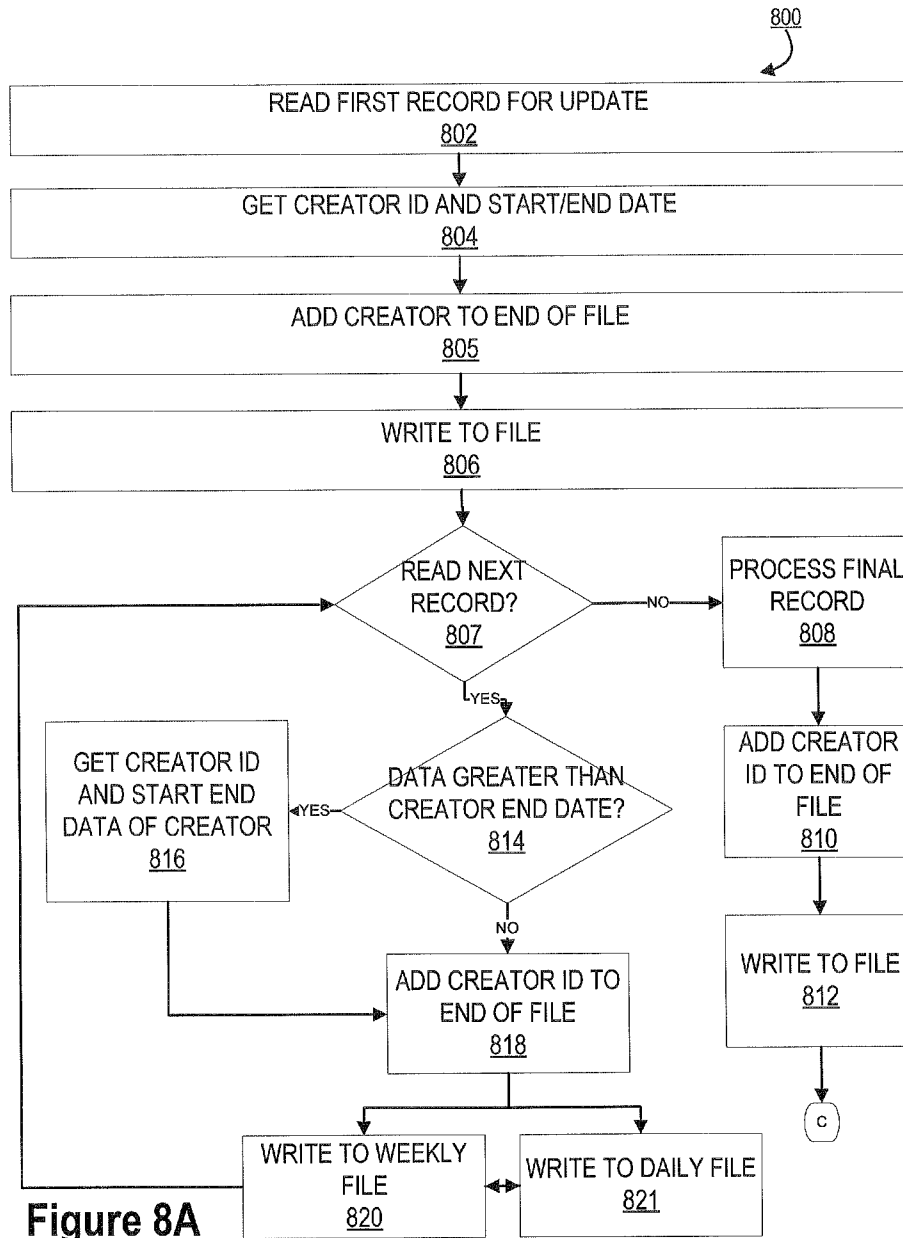 800
READ FIRST RECORD FOR UPDATE
802
GET CREATOR ID AND START/END DATE
804
ADD CREATOR TO END OF FILE
805
WRITE TO FILE
806
READ NEXT
RECORD?
807
NO
PROCESS FINAL
RECORD
808
YES
GET CREATOR ID
AND START END
DATA OF CREATOR
816
YES
DATA GREATER THAN
CREATOR END DATE?
814
ADD CREATOR
ID TO END OF
FILE
810
NO
ADD CREATOR ID TO
END OF FILE
818
WRITE TO FILE
812
C
WRITE TO WEEKLY
FILE
820
WRITE TO DAILY FILE
821
Figure 8A